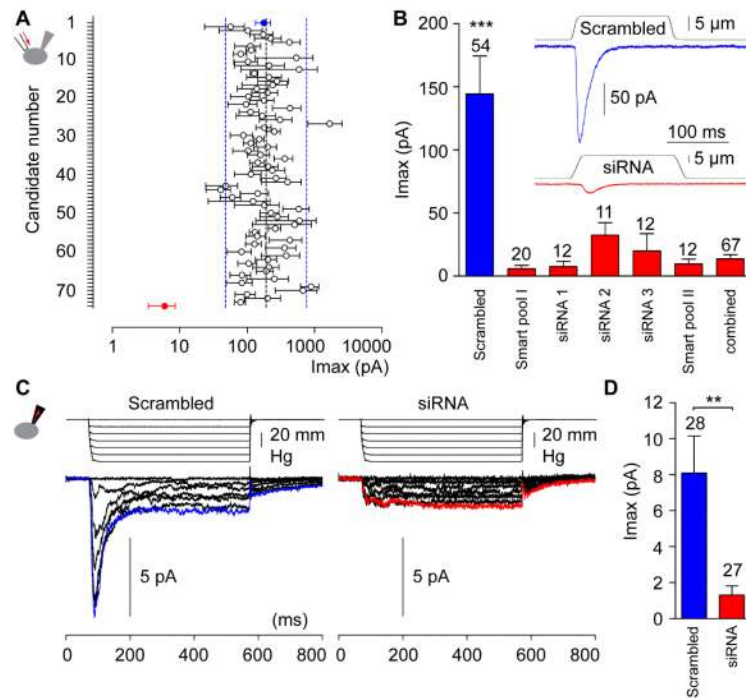 A
Candidate number
1
10
20
30
40
50
60
70
1 10 100 1000 10000
Imax (pA)
B
Imax (pA)
200
150
100
50
0
***
54
20
12
11
12
12
67
Scrambled
Smart pool I
siRNA 1
siRNA 2
siRNA 3
Smart pool II
combined
Scrambled
5 µm
50 pA
100 ms
5 µm
siRNA
C
Scrambled
20 mm
Hg
5 pA
(ms)
0 200 400 600 800
siRNA
20 mm
Hg
5 pA
0 200 400 600 800
D
Imax (pA)
12
10
8
6
4
2
0
**
28
27
Scrambled
siRNA